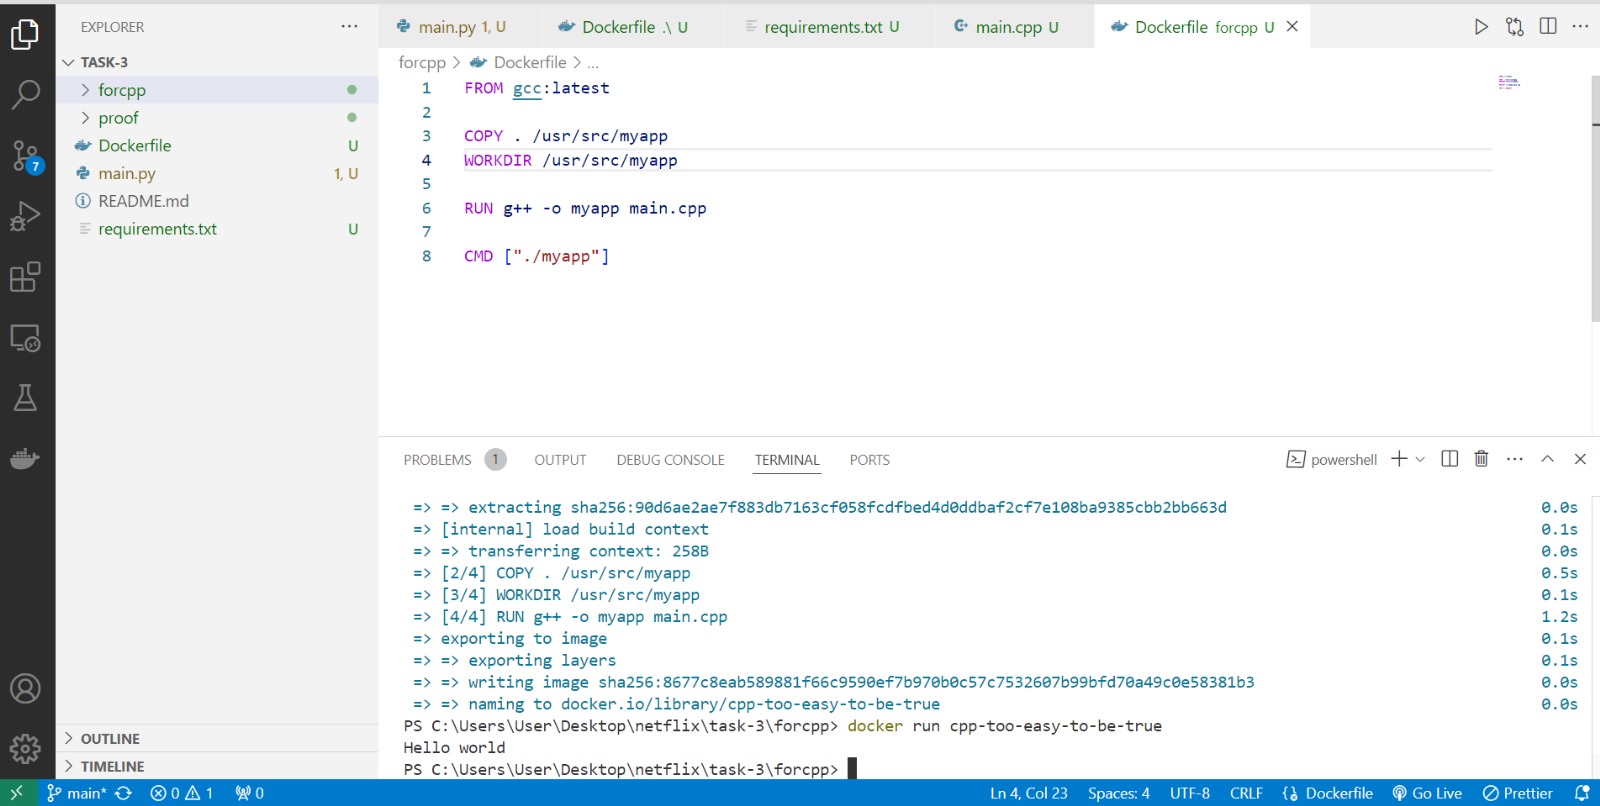 EXPLORER
TASK-3
forcpp
proof
Dockerfile U
main.py 1, U
README.md
requirements.txt U
7
OUTLINE
TIMELINE
main.py 1, U Dockerfile .\ U requirements.txt U main.cpp U Dockerfile forcpp U
forcpp > Dockerfile > ...
1 FROM gcc:latest
2
3 COPY . /usr/src/myapp
4 WORKDIR /usr/src/myapp
5
6 RUN g++ -o myapp main.cpp
7
8 CMD ["./myapp"]
PROBLEMS 1 OUTPUT DEBUG CONSOLE TERMINAL PORTS powershell
=> => extracting sha256:90d6ae2ae7f883db7163cf058fcdfbed4d0ddbaf2cf7e108ba9385cbb2bb663d 0.0s
=> [internal] load build context 0.1s
=> => transferring context: 258B 0.0s
=> [2/4] COPY . /usr/src/myapp 0.5s
=> [3/4] WORKDIR /usr/src/myapp 0.1s
=> [4/4] RUN g++ -o myapp main.cpp 1.2s
=> exporting to image 0.1s
=> => exporting layers 0.1s
=> => writing image sha256:8677c8eab589881f66c9590ef7b970b0c57c7532607b99bfd70a49c0e58381b3 0.0s
=> => naming to docker.io/library/cpp-too-easy-to-be-true 0.0s
PS C:\Users\User\Desktop\netflix\task-3\forcpp> docker run cpp-too-easy-to-be-true
Hello world
PS C:\Users\User\Desktop\netflix\task-3\forcpp>
main* 0 1 0 Ln 4, Col 23 Spaces: 4 UTF-8 CRLF Dockerfile Go Live Prettier